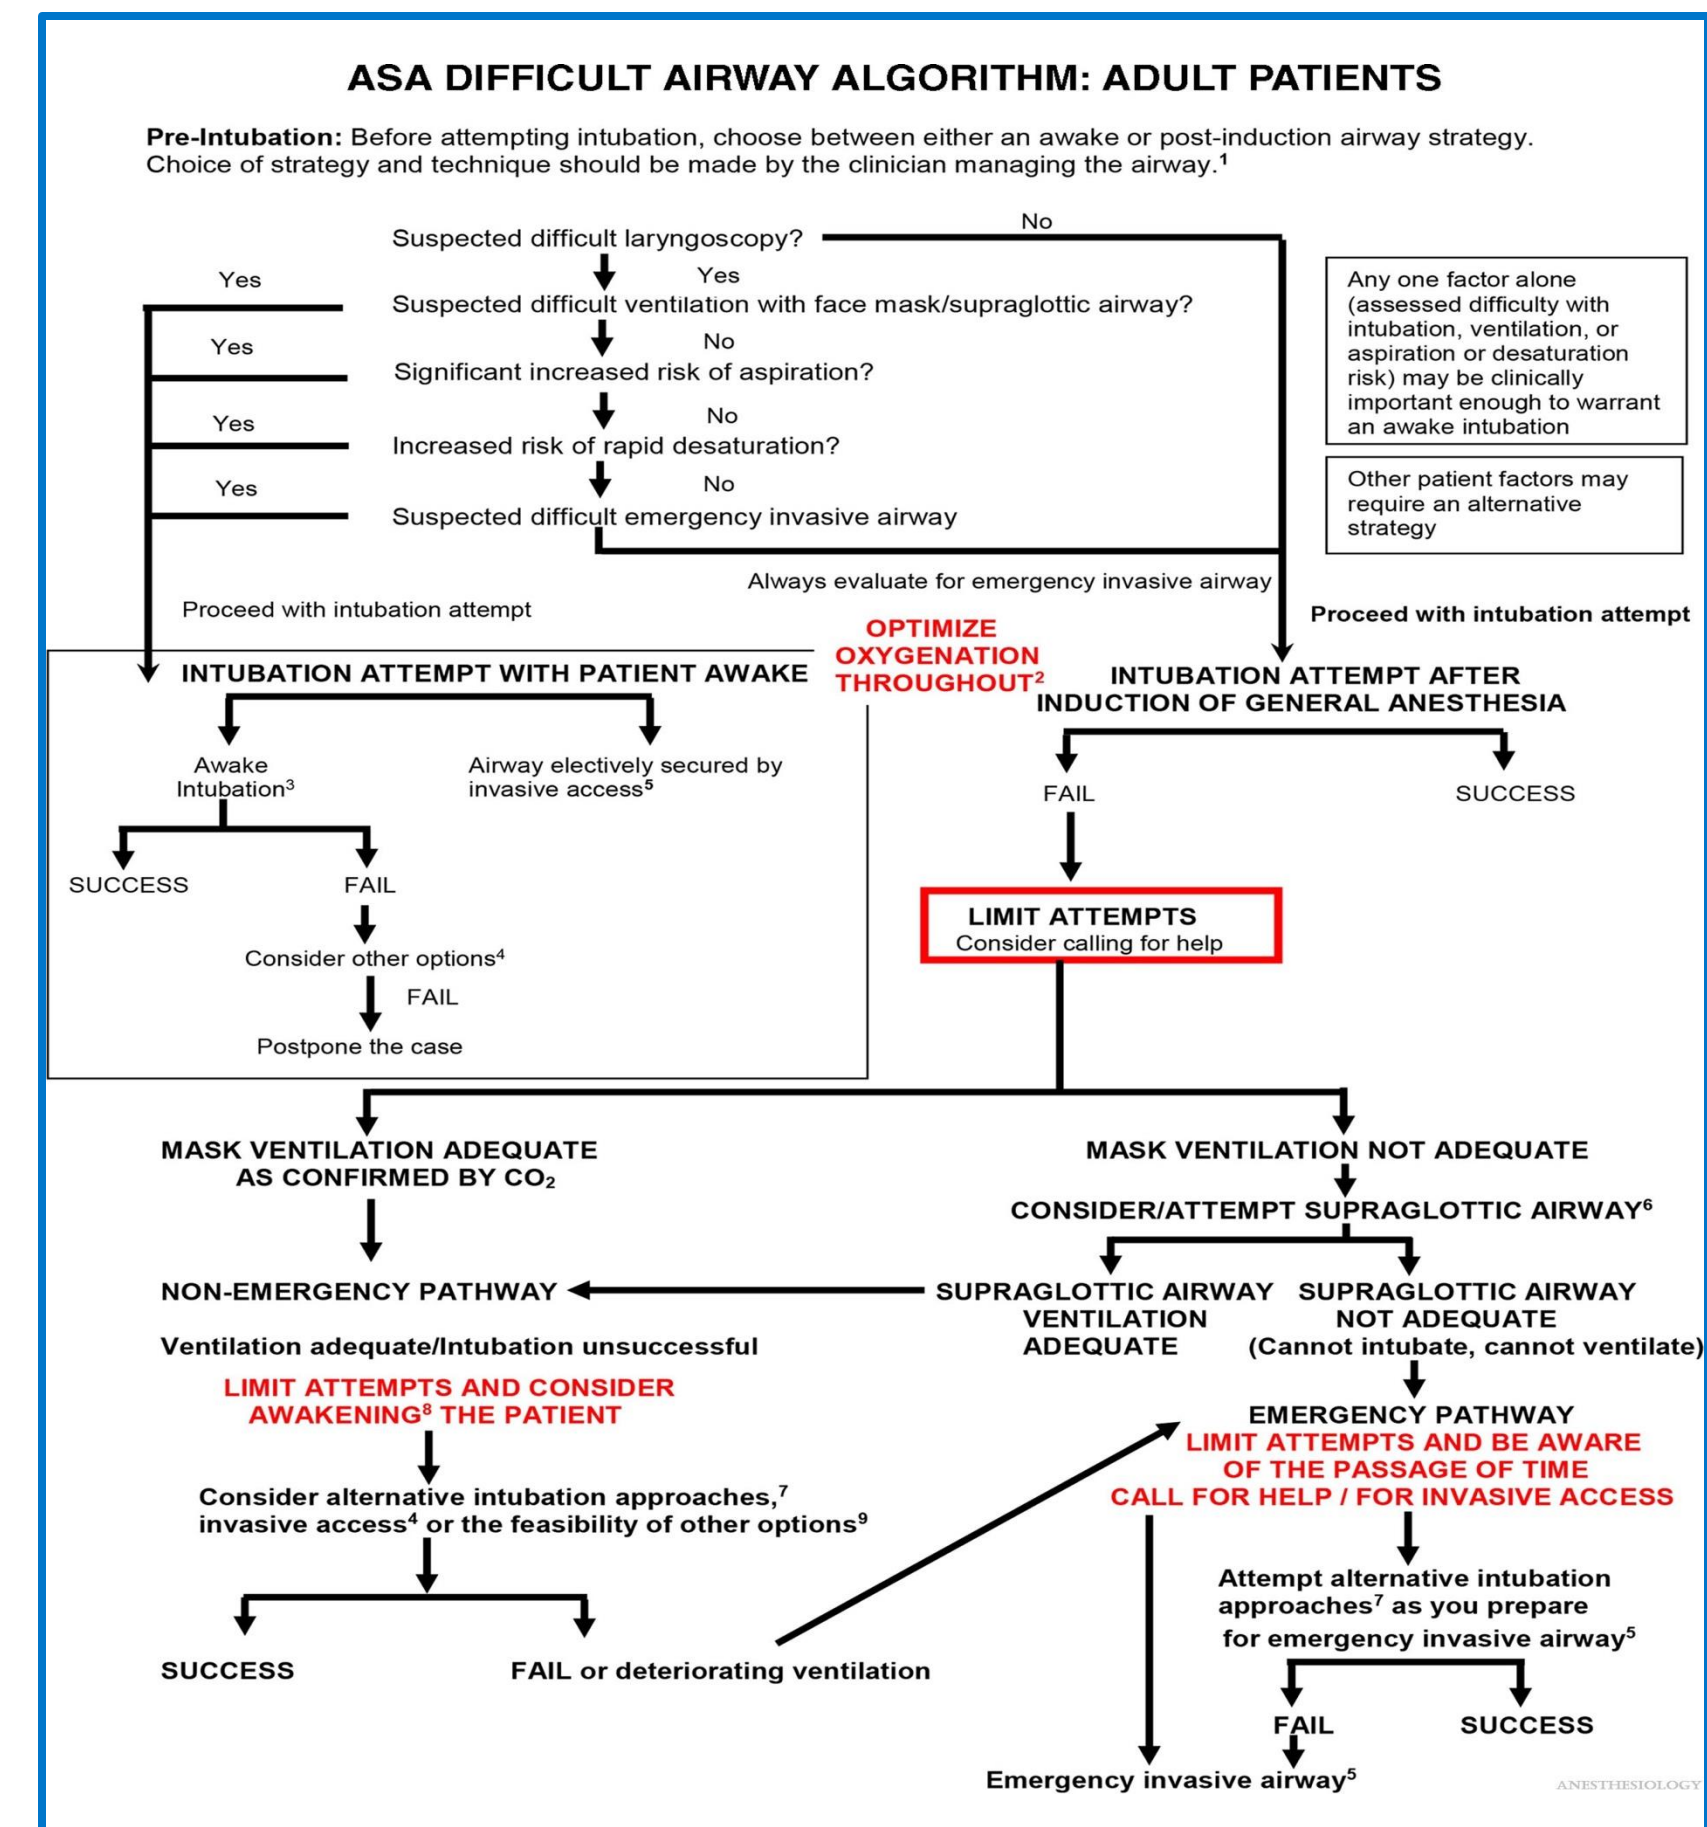 ASA DIFFICULT AIRWAY ALGORITHM: ADULT PATIENTS
Pre-Intubation: Before attempting intubation, choose between either an awake or post-induction airway strategy.
Choice of strategy and technique should be made by the clinician managing the airway.¹
Suspected difficult laryngoscopy?
No
Yes
Yes
Suspected difficult ventilation with face mask/supraglottic airway?
Yes
No
Significant increased risk of aspiration?
Yes
No
Increased risk of rapid desaturation?
Yes
No
Suspected difficult emergency invasive airway
Any one factor alone
(assessed difficulty with
intubation, ventilation, or
aspiration or desaturation
risk) may be clinically
important enough to warrant
an awake intubation
Other patient factors may
require an alternative
strategy
Always evaluate for emergency invasive airway
Proceed with intubation attempt
Proceed with intubation attempt
OPTIMIZE
OXYGENATION
THROUGHOUT²
INTUBATION ATTEMPT WITH PATIENT AWAKE
Awake
Intubation³
Airway electively secured by
invasive access⁵
SUCCESS
FAIL
Consider other options⁴
FAIL
Postpone the case
INTUBATION ATTEMPT AFTER
INDUCTION OF GENERAL ANESTHESIA
FAIL
SUCCESS
LIMIT ATTEMPTS
Consider calling for help
MASK VENTILATION ADEQUATE
AS CONFIRMED BY CO₂
MASK VENTILATION NOT ADEQUATE
CONSIDER/ATTEMPT SUPRAGLOTTIC AIRWAY⁶
NON-EMERGENCY PATHWAY
SUPRAGLOTTIC AIRWAY
VENTILATION
ADEQUATE
SUPRAGLOTTIC AIRWAY
NOT ADEQUATE
(Cannot intubate, cannot ventilate)
Ventilation adequate/Intubation unsuccessful
LIMIT ATTEMPTS AND CONSIDER
AWAKENING⁸ THE PATIENT
Consider alternative intubation approaches,⁷
invasive access⁴ or the feasibility of other options⁹
SUCCESS
FAIL or deteriorating ventilation
EMERGENCY PATHWAY
LIMIT ATTEMPTS AND BE AWARE
OF THE PASSAGE OF TIME
CALL FOR HELP / FOR INVASIVE ACCESS
Attempt alternative intubation
approaches⁷ as you prepare
for emergency invasive airway⁵
FAIL
SUCCESS
Emergency invasive airway⁵
ANESTHESIOLOGY